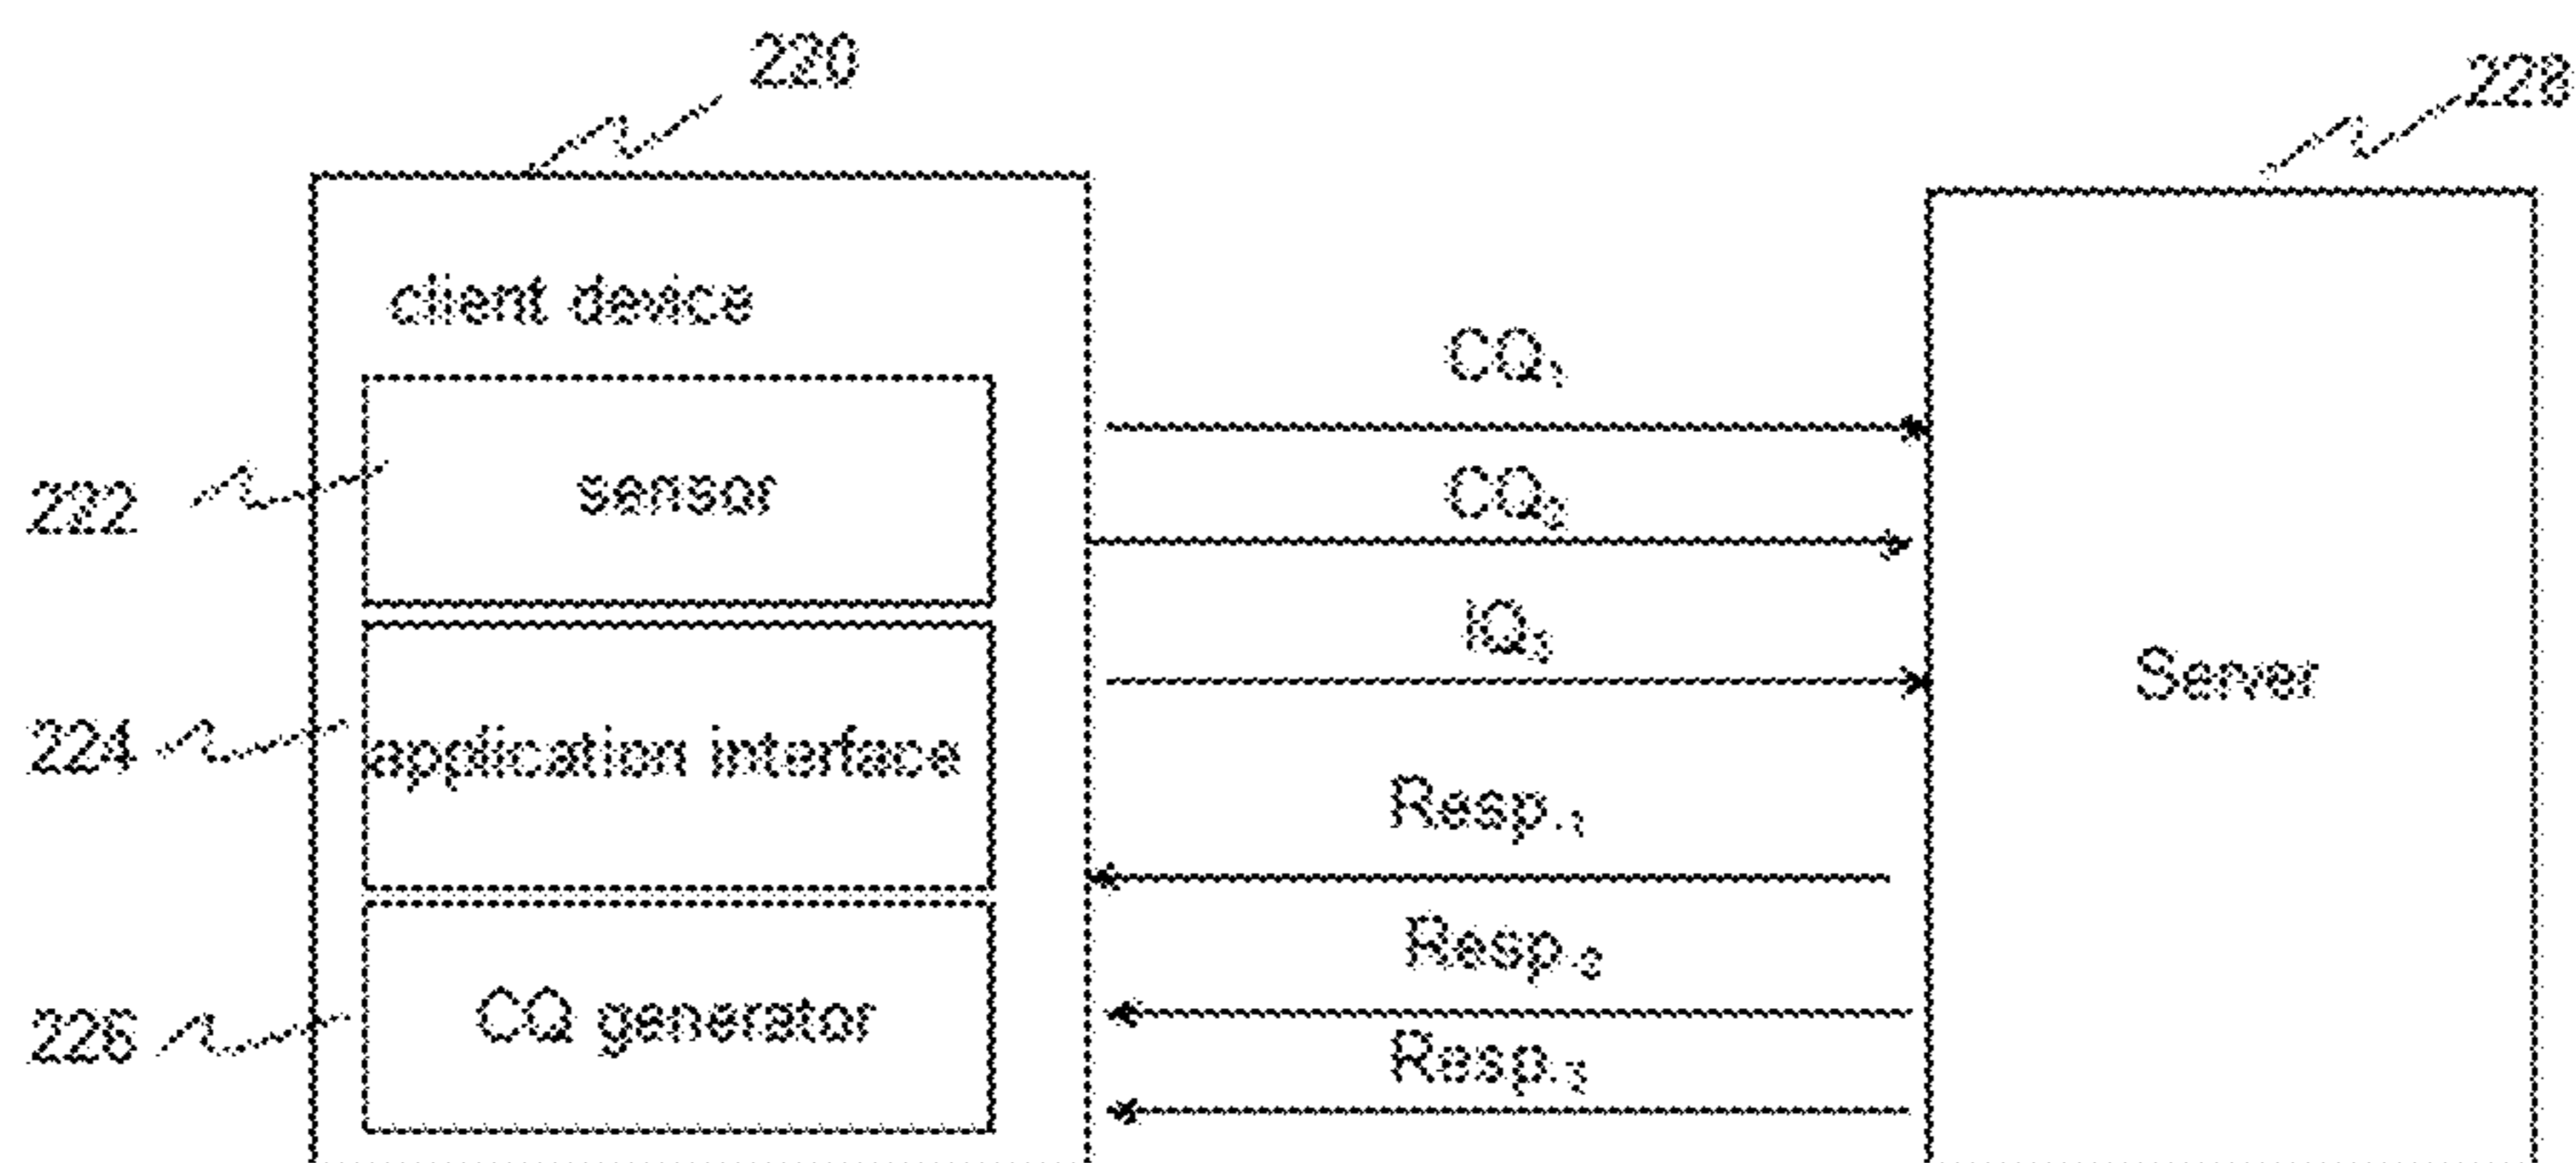 220
228
client device
CQ₁
sensor
222
CQ₂
IQ₃
Server
224
application interface
Resp.₁
Resp.₂
226
CQ generator
Resp.₃